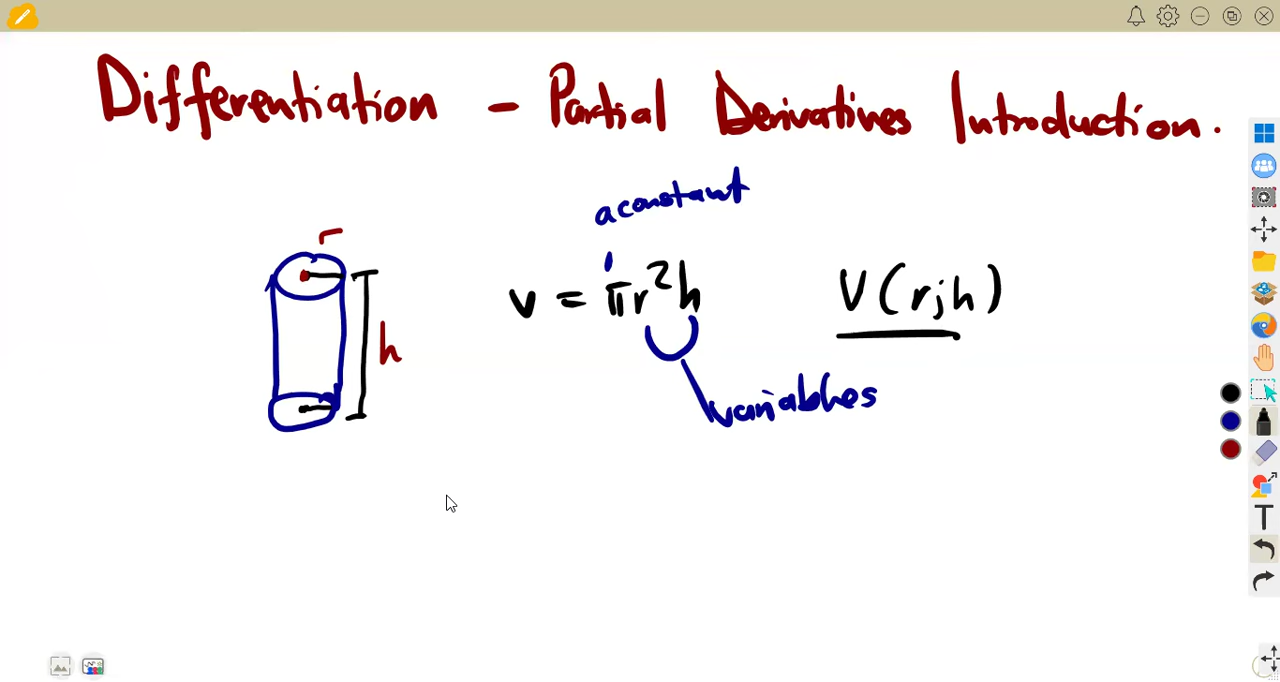 Differentiation - Partial Derivatives Introduction.
a constant
r
v = πr²h
V(r; h)
h
variables
T